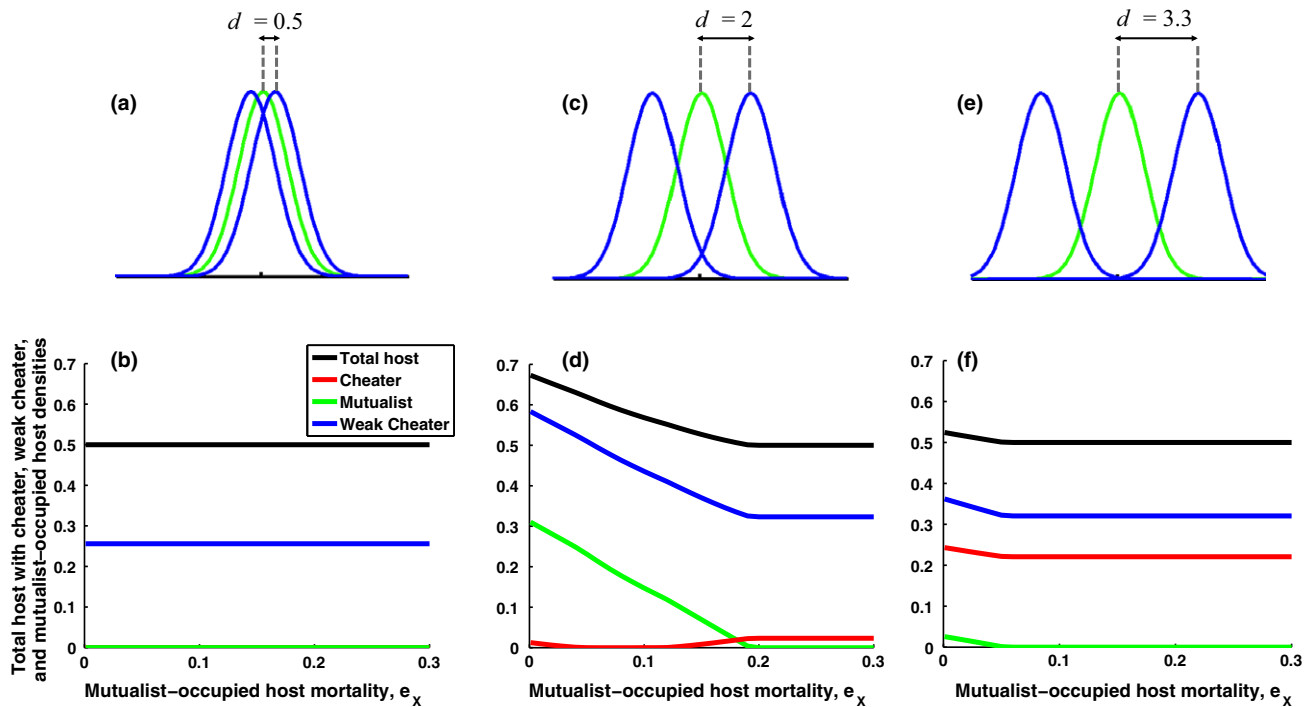 d = 0.5
d = 2
d = 3.3
(a)
(c)
(e)
Total host with cheater, weak cheater,
and mutualist–occupied host densities
(b)
0.7
0.6
0.5
0.4
0.3
0.2
0.1
0
Total host
Cheater
Mutualist
Weak Cheater
0
0.1
0.2
0.3
Mutualist–occupied host mortality, eX
(d)
0.7
0.6
0.5
0.4
0.3
0.2
0.1
0
0
0.1
0.2
0.3
Mutualist–occupied host mortality, eX
(f)
0.7
0.6
0.5
0.4
0.3
0.2
0.1
0
0
0.1
0.2
0.3
Mutualist–occupied host mortality, eX